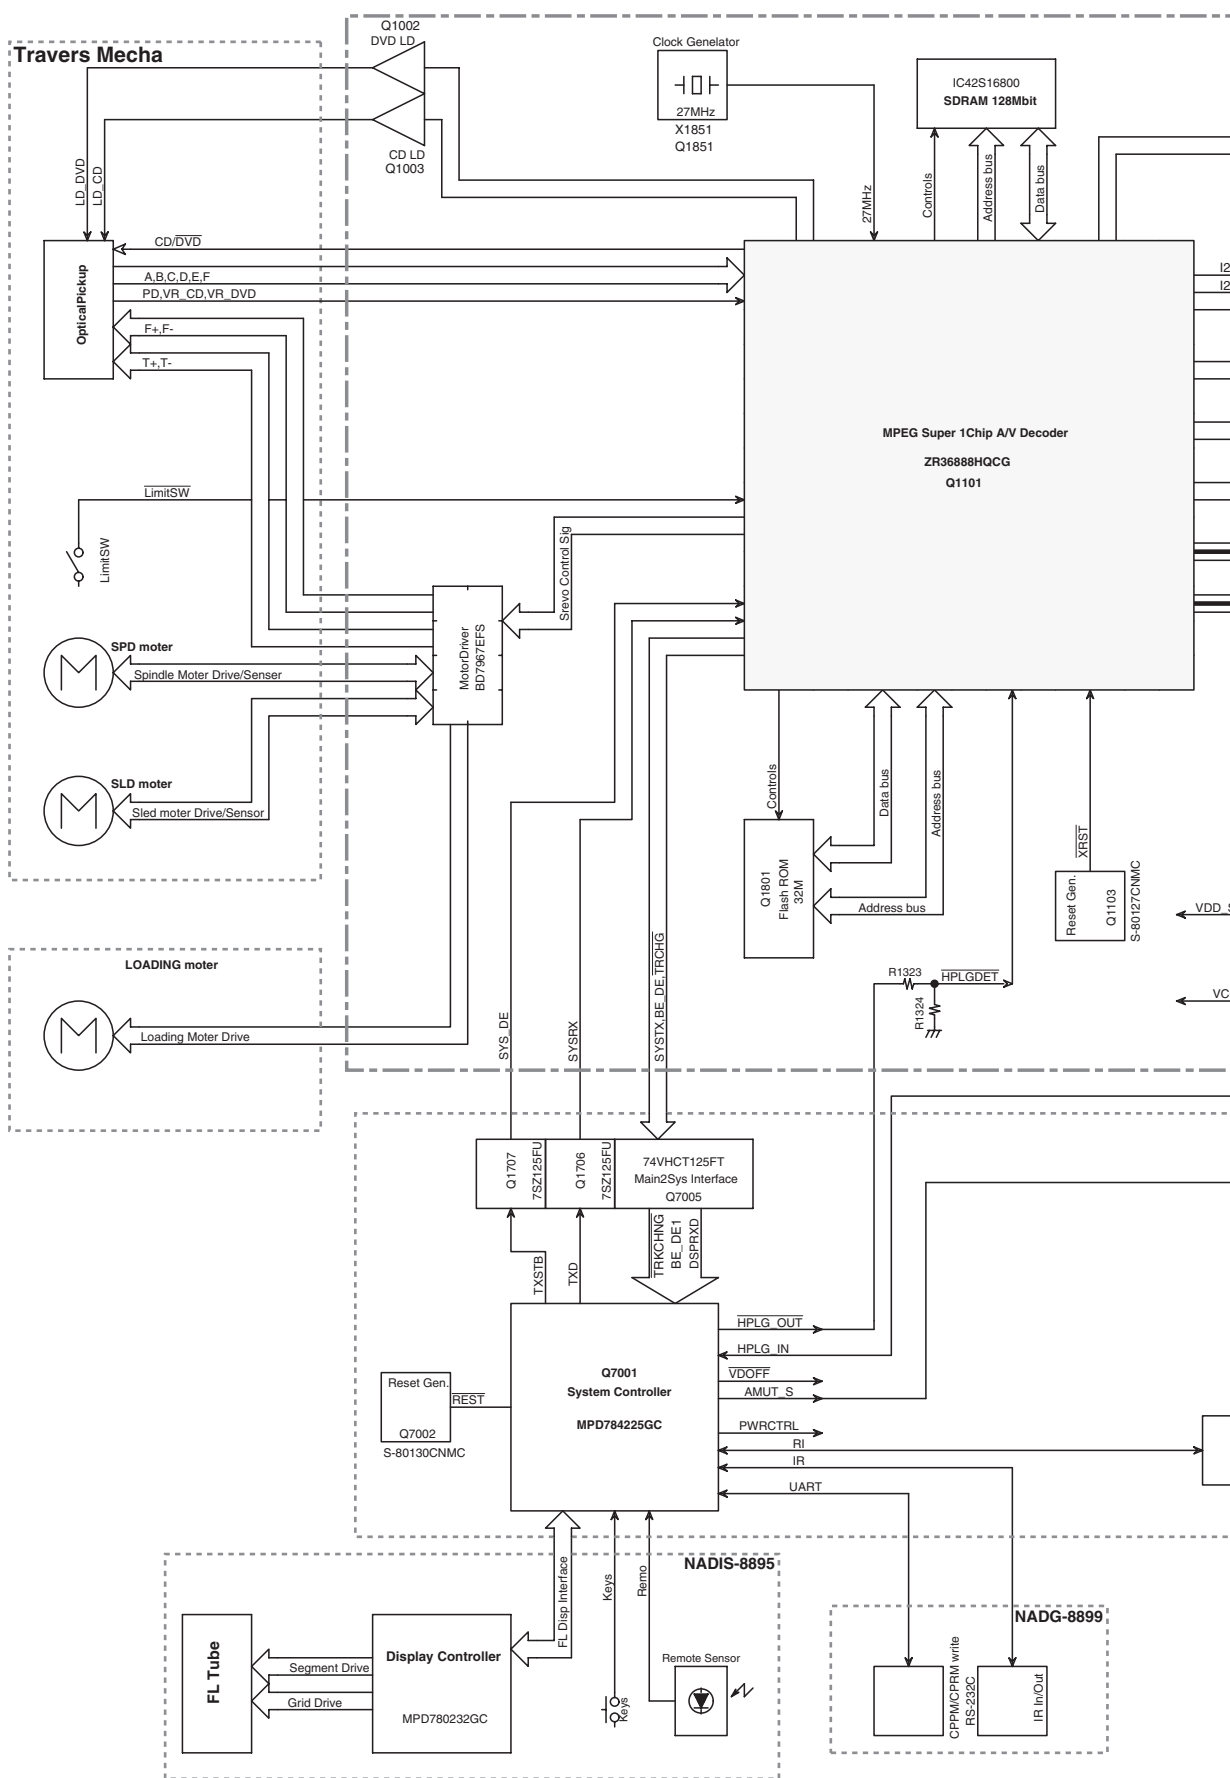 Travers Mecha
Q1002
DVD LD
CD LD
Q1003
Clock Genelator
27MHz
X1851
Q1851
IC42S16800
SDRAM 128Mbit
LD_DVD
LD_CD
27MHz
Controls
Address bus
Data bus
OpticalPickup
CD/DVD
A,B,C,D,E,F
PD,VR_CD,VR_DVD
F+,F-
T+,T-
I2
I2
MPEG Super 1Chip A/V Decoder
ZR36888HQCG
Q1101
LimitSW
LimitSW
Srevo Control Sig
MotorDriver
BD7967EFS
SPD moter
Spindle Moter Drive/Senser
SLD moter
Sled moter Drive/Sensor
Controls
Data bus
Address bus
Q1801
Flash ROM
32M
Address bus
XRST
Reset Gen.
Q1103
S-80127CNMC
VDD_S
VC
LOADING moter
Loading Moter Drive
R1323
HPLGDET
R1324
SYS_DE
SYSRX
SYSTX,BE_DE,TRCHG
Q1707
7SZ125FU
Q1706
7SZ125FU
74VHCT125FT
Main2Sys Interface
Q7005
TXSTB
TXD
TRKCHNG
BE_DE1
DSPRXD
Q7001
System Controller
MPD784225GC
Reset Gen.
Q7002
S-80130CNMC
REST
HPLG_OUT
HPLG_IN
VDOFF
AMUT_S
PWRCTRL
RI
IR
UART
NADIS-8895
FL Disp Interface
Keys
Remo
FL Tube
Segment Drive
Grid Drive
Display Controller
MPD780232GC
Keys
Remote Sensor
NADG-8899
CPPM/CPRM write
RS-232C
IR In/Out